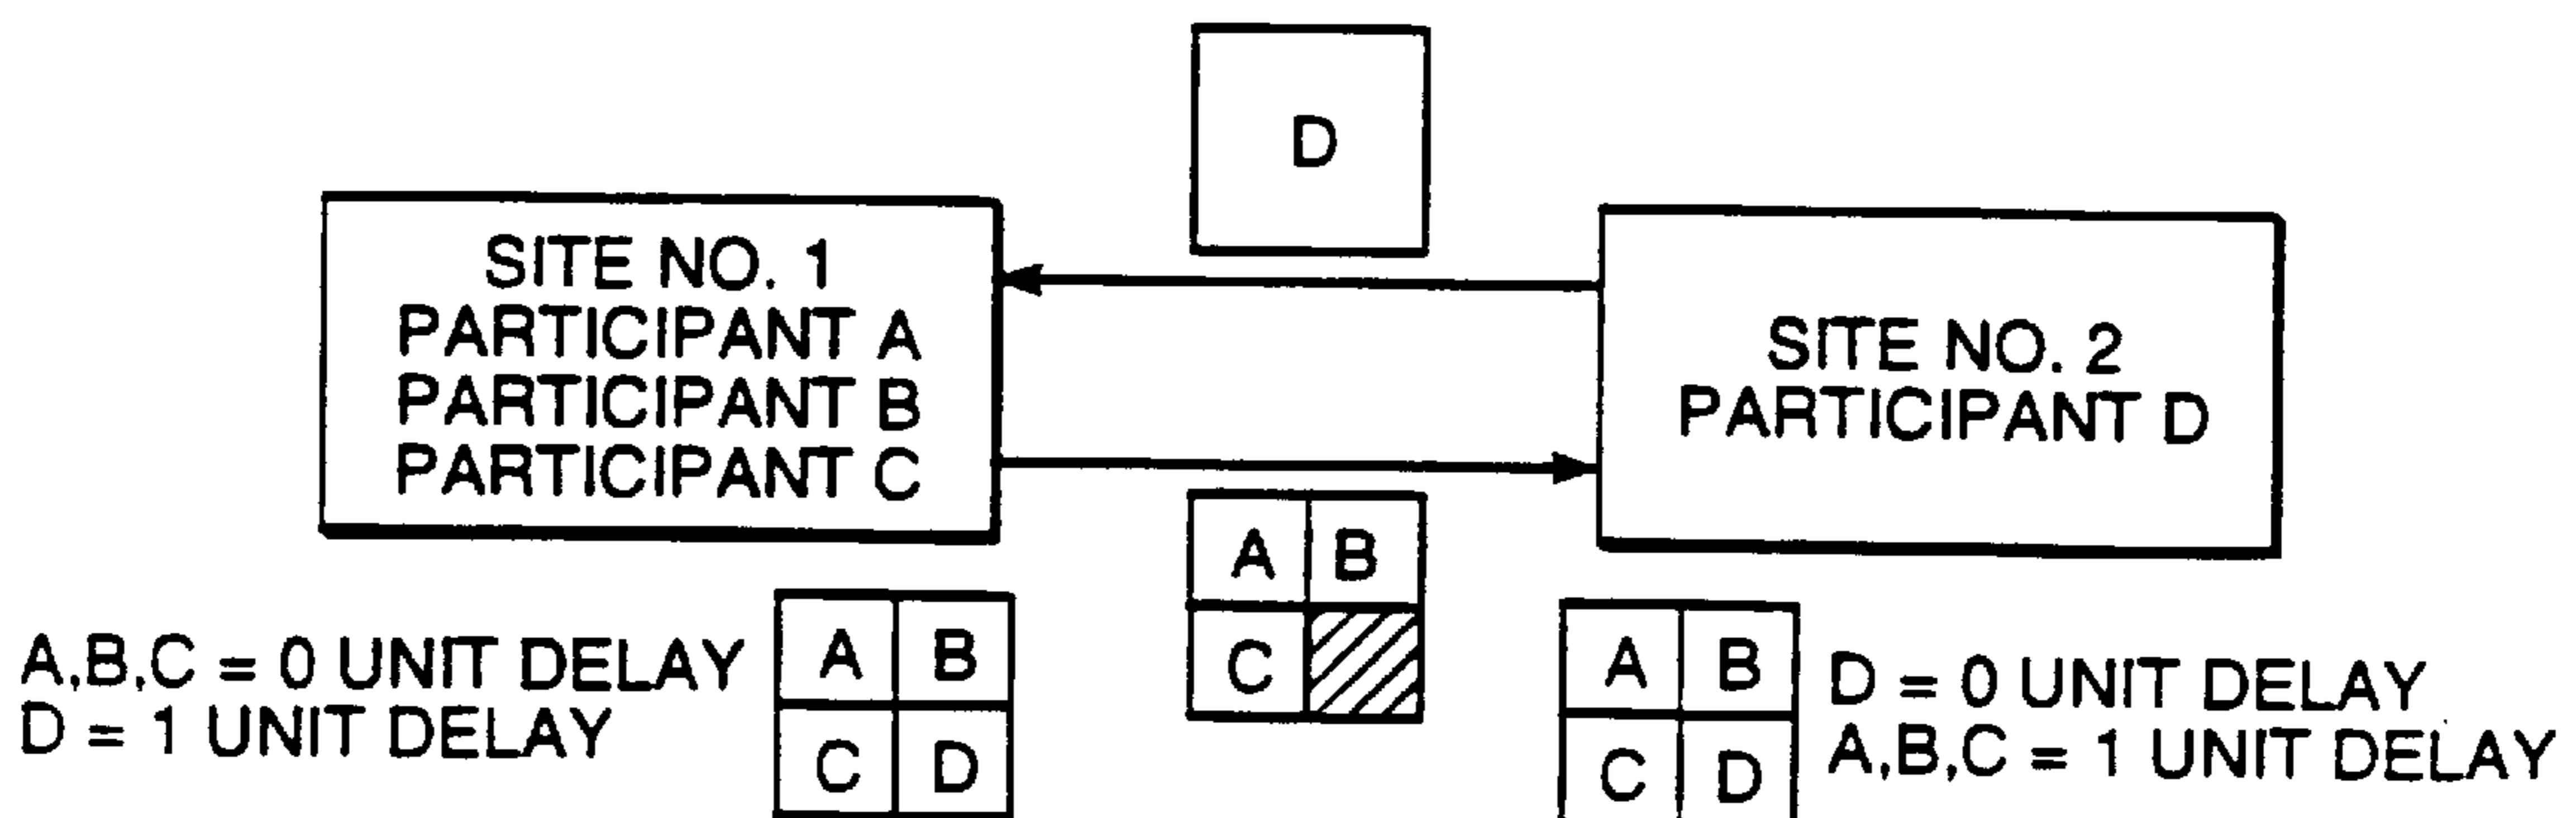 D
SITE NO. 1
PARTICIPANT A
PARTICIPANT B
PARTICIPANT C
SITE NO. 2
PARTICIPANT D
A B
C
A,B,C = 0 UNIT DELAY
D = 1 UNIT DELAY
A B
C D
A B
C D
D = 0 UNIT DELAY
A,B,C = 1 UNIT DELAY